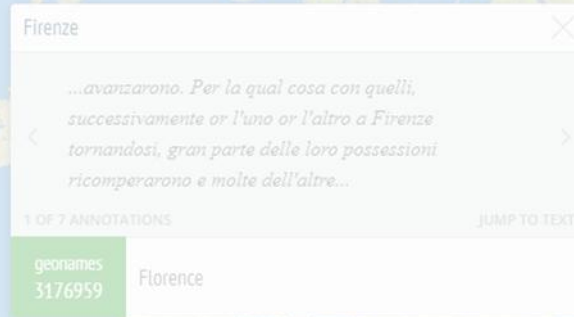 Firenze
...avanzarono. Per la qual cosa con quelli,
successivamente or l'uno or l'altro a Firenze
tornandosi, gran parte delle loro possessioni
ricomperarono e molte dell'altre...
1 OF 7 ANNOTATIONS
JUMP TO TEXT
geonames
3176959
Florence